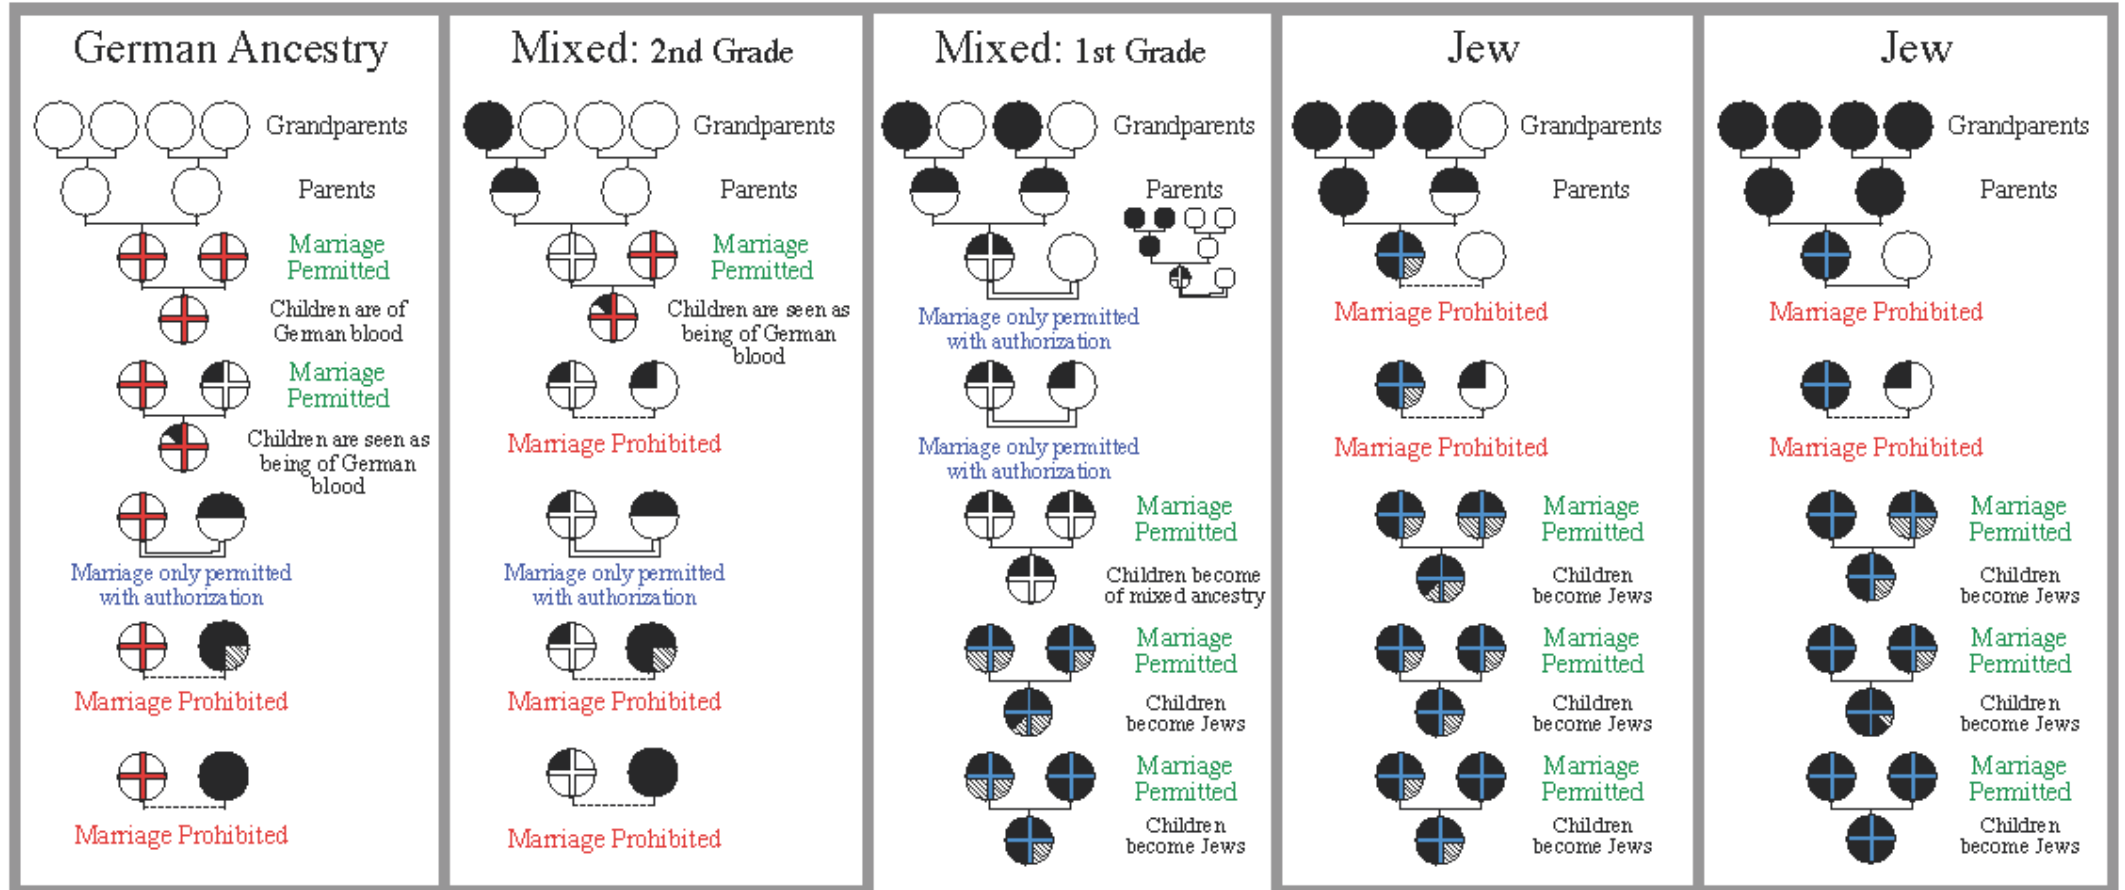 German Ancestry
Grandparents
Parents
Marriage
Permitted
Children are of
German blood
Marriage
Permitted
Children are seen as
being of German
blood
Marriage only permitted
with authorization
Marriage Prohibited
Marriage Prohibited
Mixed: 2nd Grade
Grandparents
Parents
Marriage
Permitted
Children are seen as
being of German
blood
Marriage Prohibited
Marriage only permitted
with authorization
Marriage Prohibited
Marriage Prohibited
Mixed: 1st Grade
Grandparents
Parents
Marriage only permitted
with authorization
Marriage only permitted
with authorization
Marriage
Permitted
Children become
of mixed ancestry
Marriage
Permitted
Children
become Jews
Marriage
Permitted
Children
become Jews
Jew
Grandparents
Parents
Marriage Prohibited
Marriage Prohibited
Marriage
Permitted
Children
become Jews
Marriage
Permitted
Children
become Jews
Marriage
Permitted
Children
become Jews
Jew
Grandparents
Parents
Marriage Prohibited
Marriage Prohibited
Marriage
Permitted
Children
become Jews
Marriage
Permitted
Children
become Jews
Marriage
Permitted
Children
become Jews